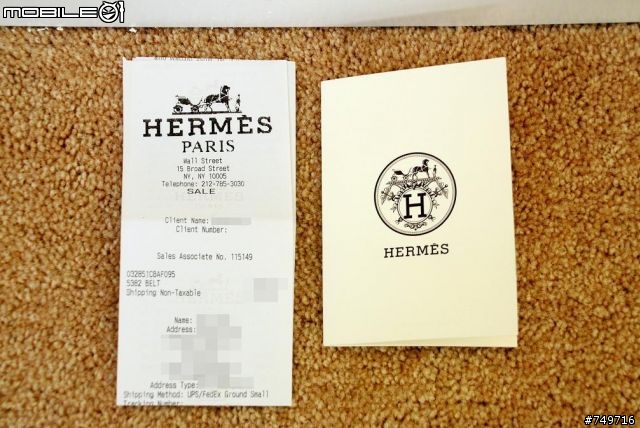 MOBILE01
HERMÈS
PARIS
Wall Street
15 Broad Street
NY, NY 10005
Telephone: 212-785-3030
SALE
Client Name:
Client Number:
Sales Associate No. 115149
032851CBAF095
5382 BELT
Shipping Non-Taxable
Name:
Address:
Address Type:
Shipping Method: UPS/FedEx Ground Small
Tracking Number:
H
HERMÈS
#749716